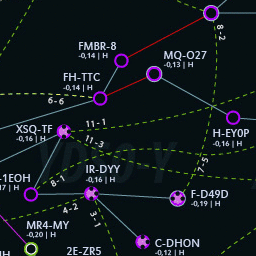 8-2
FMBR-8
-0,14 | H
MQ-O27
-0,13 | H
FH-TTC
-0,14 | H
6-6
XSQ-TF
-0,16 | H
11-1
11-3
H-EY0P
-0,16 | H
7-5
-1EOH
17 | H
8-1
IR-DYY
-0,16 | H
F-D49D
-0,19 | H
4-2
3-1
MR4-MY
-0,20 | H
C-DHON
-0,12 | H
2E-ZR5